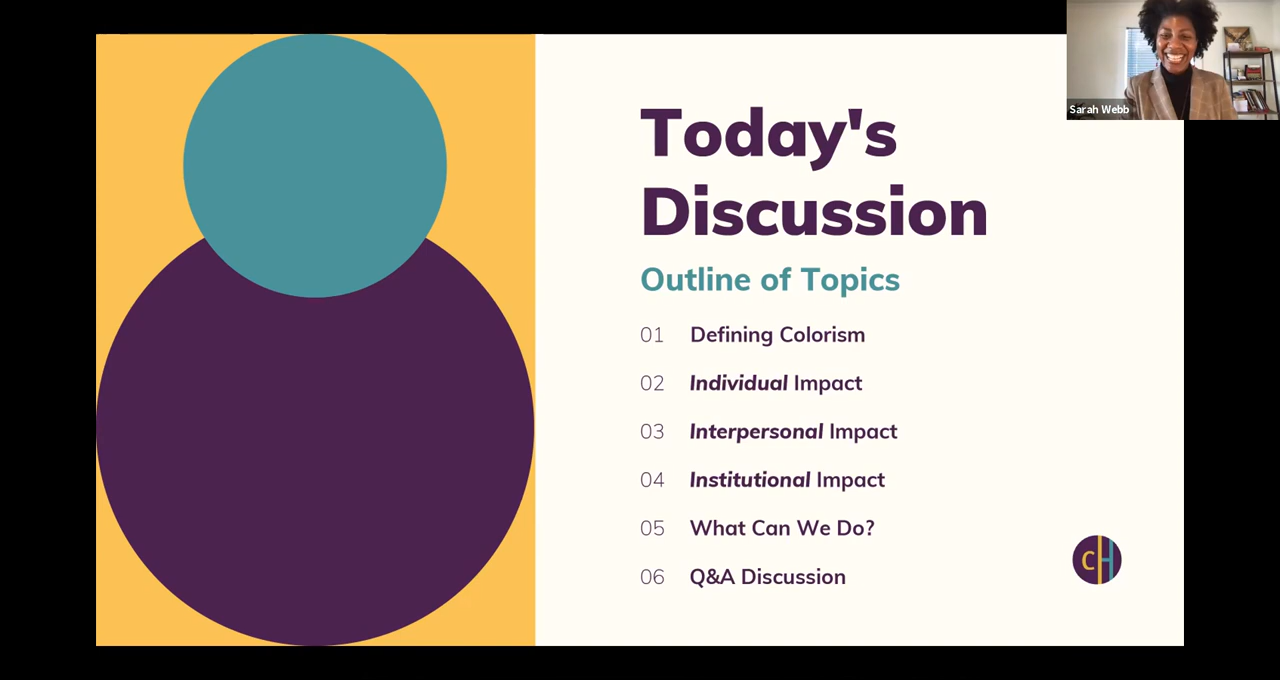 Sarah Webb
Today's
Discussion
Outline of Topics
01 Defining Colorism
02 Individual Impact
03 Interpersonal Impact
04 Institutional Impact
05 What Can We Do?
06 Q&A Discussion
CH